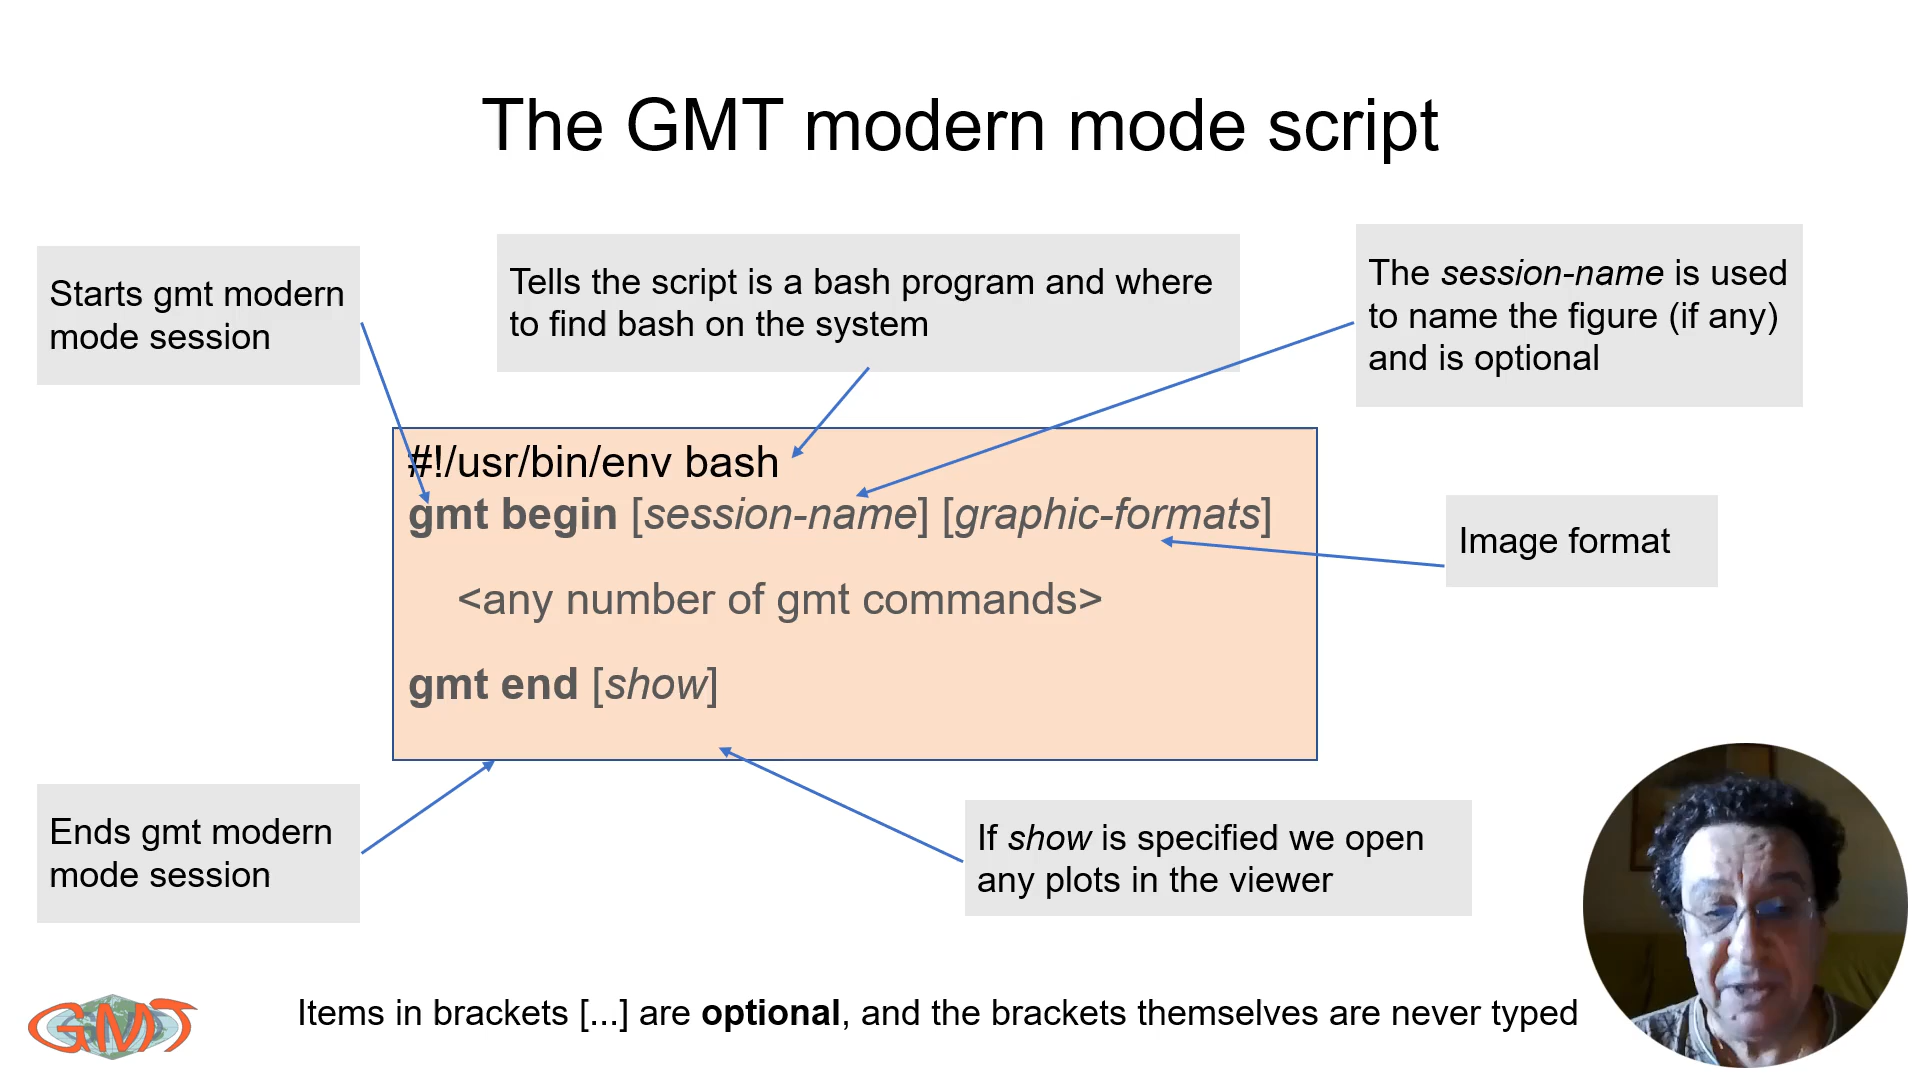 The GMT modern mode script
Starts gmt modern
mode session
Tells the script is a bash program and where
to find bash on the system
The session-name is used
to name the figure (if any)
and is optional
#!/usr/bin/env bash
gmt begin [session-name] [graphic-formats]
<any number of gmt commands>
gmt end [show]
Image format
Ends gmt modern
mode session
If show is specified we open
any plots in the viewer
GMT
Items in brackets [...] are optional, and the brackets themselves are never typed